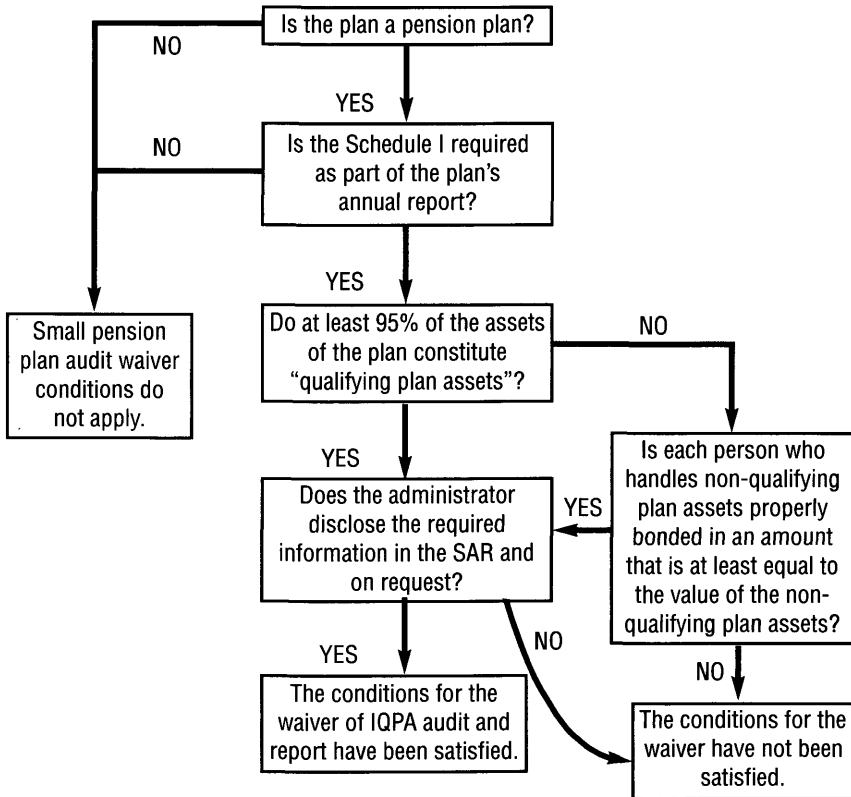 Is the plan a pension plan?
NO
YES
Is the Schedule I required
as part of the plan's
annual report?
NO
YES
Small pension
plan audit waiver
conditions do
not apply.
Do at least 95% of the assets
of the plan constitute
“qualifying plan assets”?
NO
YES
Is each person who
handles non-qualifying
plan assets properly
bonded in an amount
that is at least equal to
the value of the non-
qualifying plan assets?
YES
Does the administrator
disclose the required
information in the SAR and
on request?
YES
NO
NO
The conditions for the
waiver of IQPA audit and
report have been satisfied.
The conditions for the
waiver have not been
satisfied.